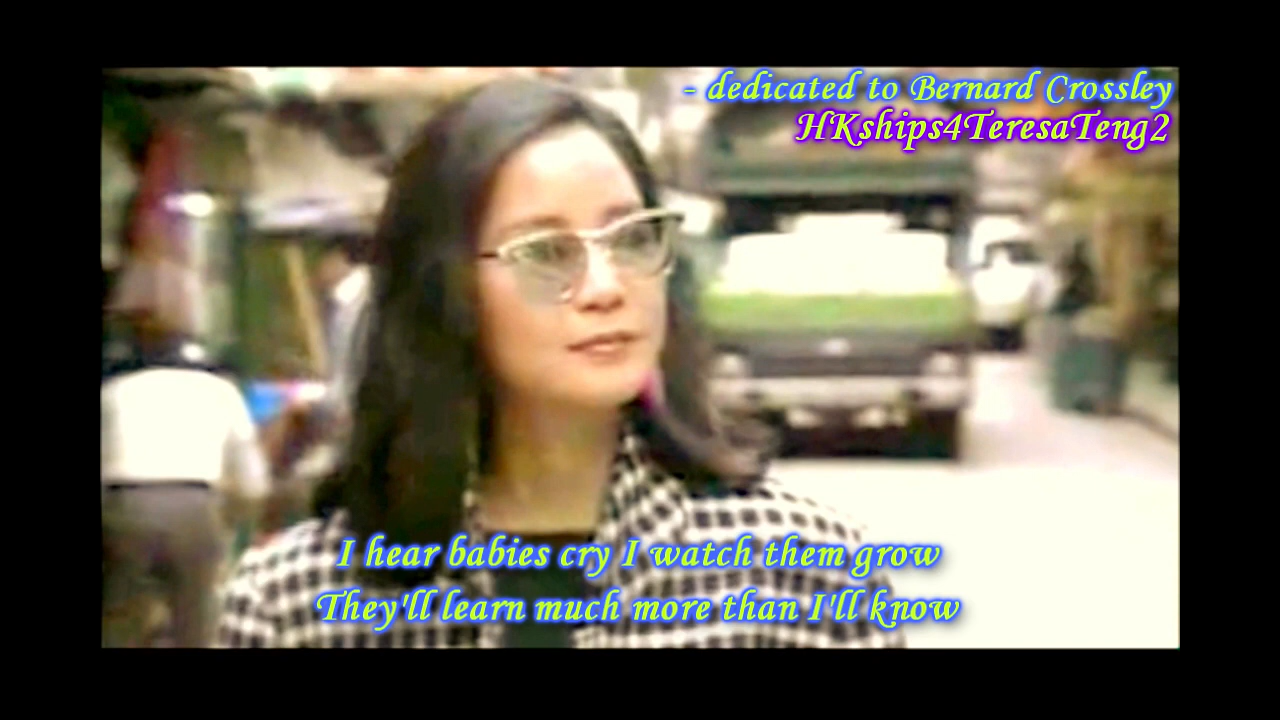 - dedicated to Bernard Crossley
HKships4TeresaTeng2
I hear babies cry I watch them grow
They'll learn much more than I'll know